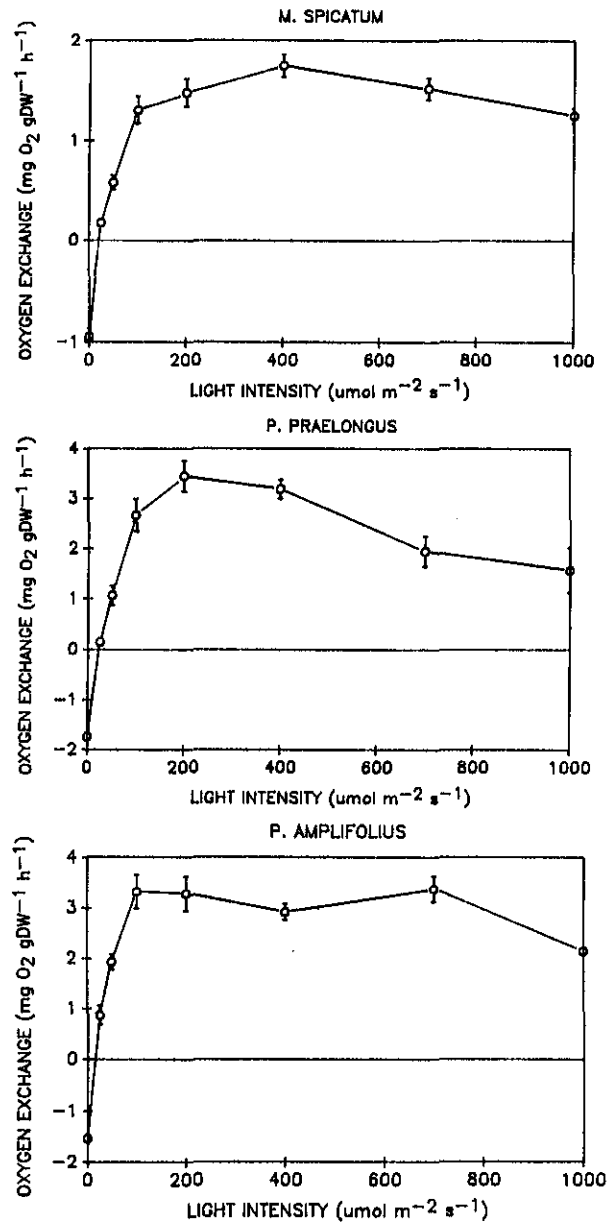 M. SPICATUM
OXYGEN EXCHANGE (mg O₂ gDW⁻¹ h⁻¹)
2
1
0
-1
0 200 400 600 800 1000
LIGHT INTENSITY (umol m⁻² s⁻¹)
P. PRAELONGUS
OXYGEN EXCHANGE (mg O₂ gDW⁻¹ h⁻¹)
4
3
2
1
0
-1
-2
0 200 400 600 800 1000
LIGHT INTENSITY (umol m⁻² s⁻¹)
P. AMPLIFOLIUS
OXYGEN EXCHANGE (mg O₂ gDW⁻¹ h⁻¹)
4
3
2
1
0
-1
-2
0 200 400 600 800 1000
LIGHT INTENSITY (umol m⁻² s⁻¹)